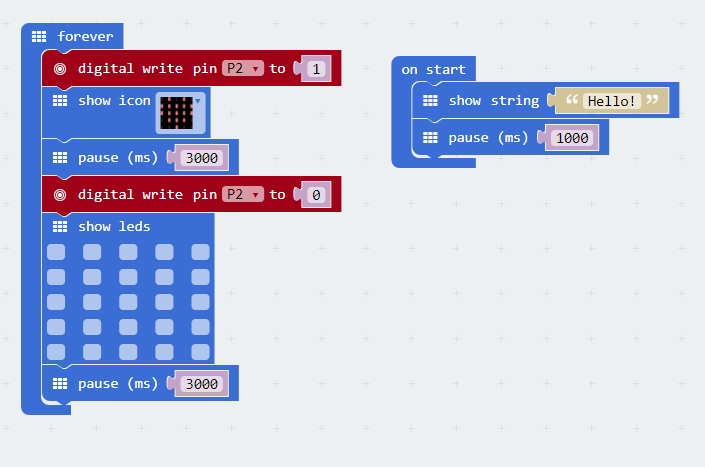 forever
digital write pin P2 to 1
show icon
pause (ms) 3000
digital write pin P2 to 0
show leds
pause (ms) 3000
on start
show string “ Hello! ”
pause (ms) 1000